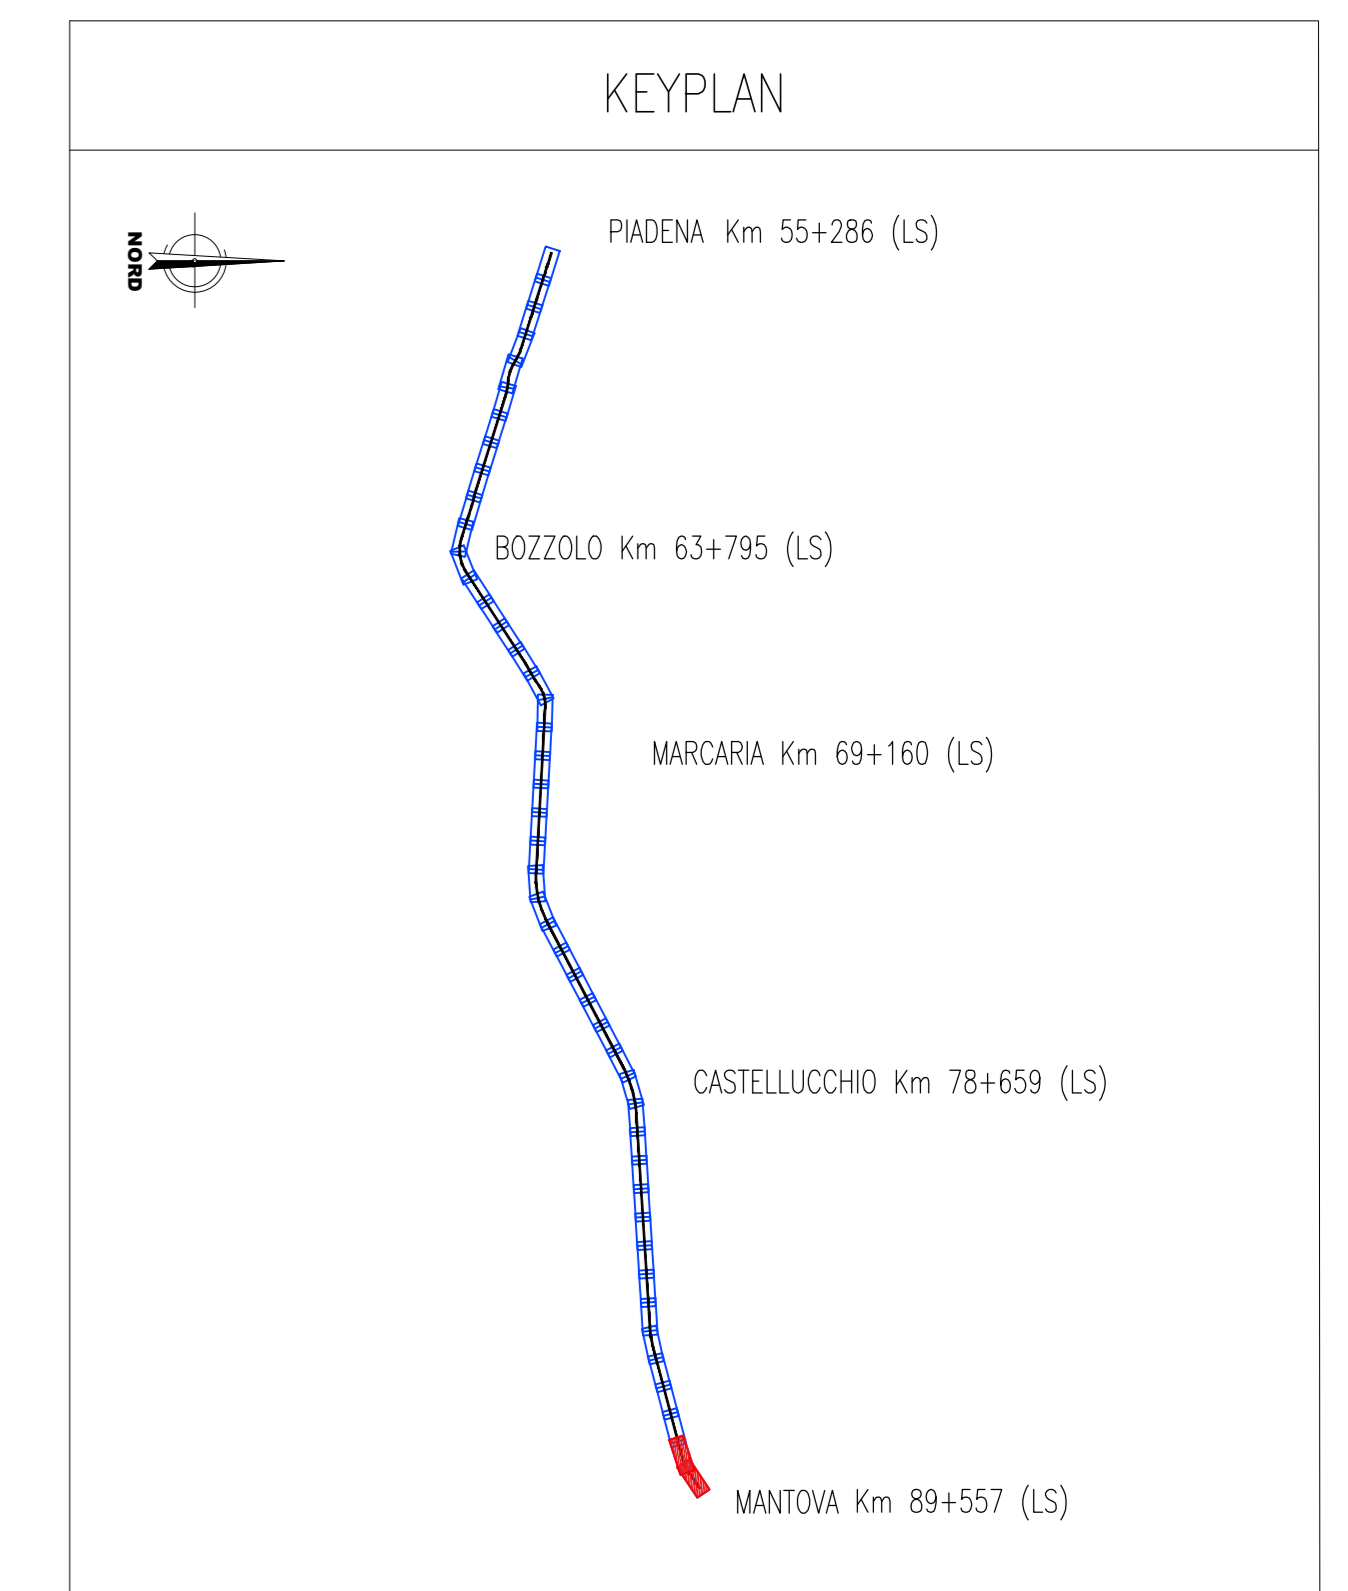 KEYPLAN
NORD
PIADENA Km 55+286 (LS)
BOZZOLO Km 63+795 (LS)
MARCARIA Km 69+160 (LS)
CASTELLUCCHIO Km 78+659 (LS)
MANTOVA Km 89+557 (LS)